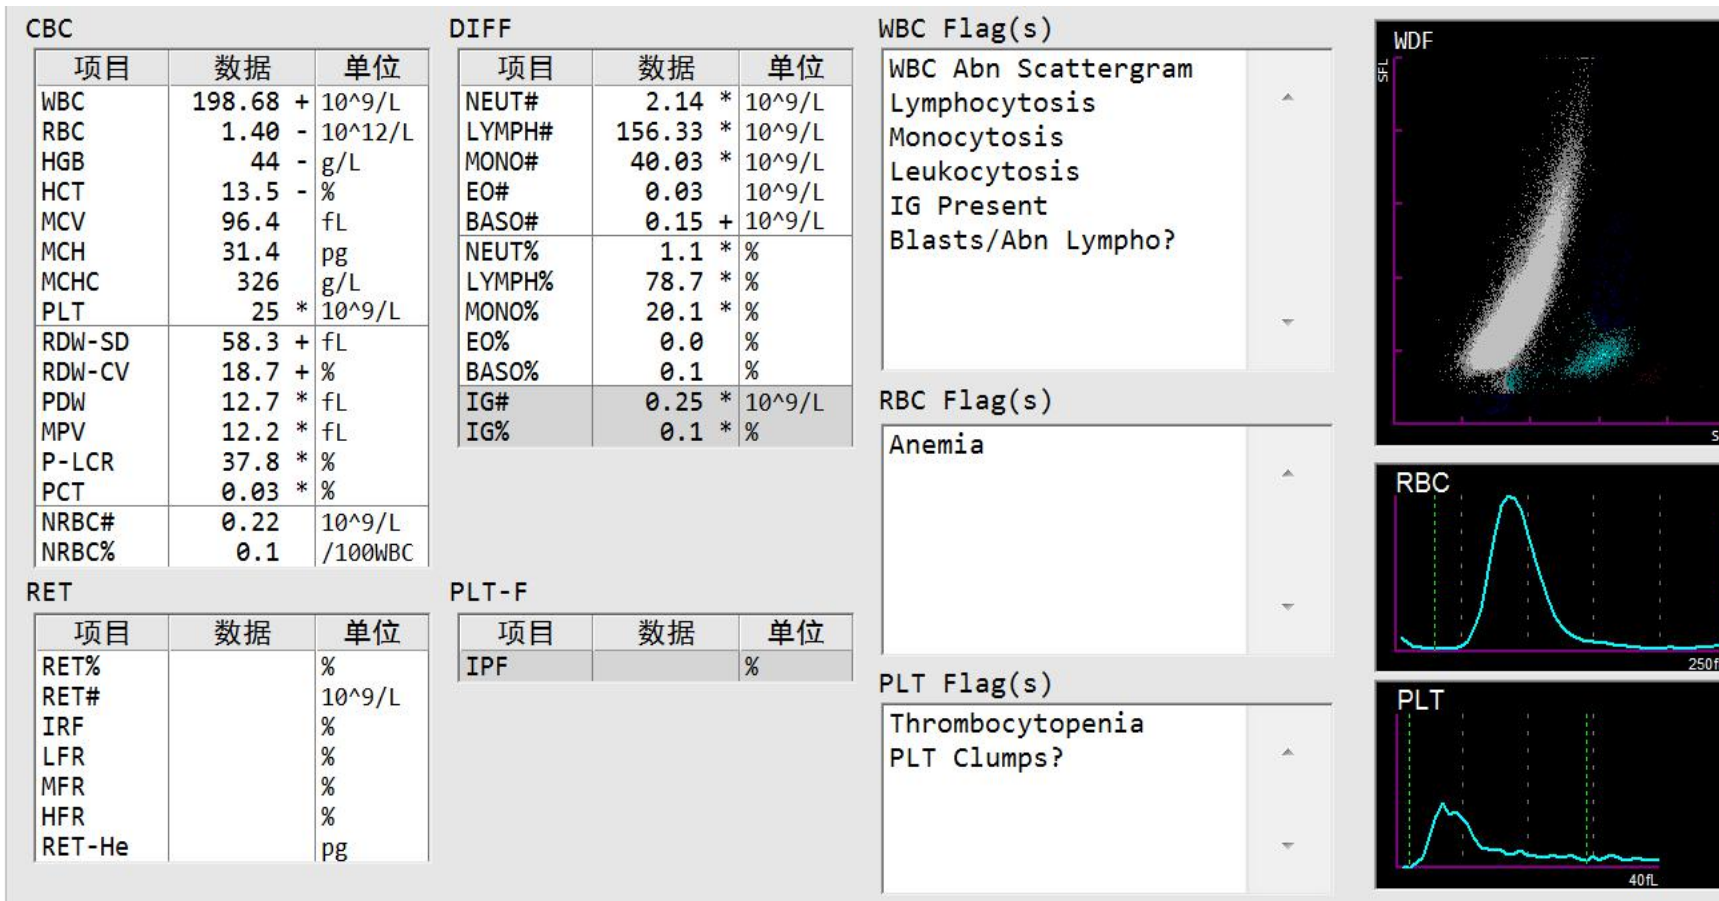 CBC
项目 数据 单位
WBC 198.68 + 10^9/L
RBC 1.40 - 10^12/L
HGB 44 - g/L
HCT 13.5 - %
MCV 96.4 fL
MCH 31.4 pg
MCHC 326 g/L
PLT 25 * 10^9/L
RDW-SD 58.3 + fL
RDW-CV 18.7 + %
PDW 12.7 * fL
MPV 12.2 * fL
P-LCR 37.8 * %
PCT 0.03 * %
NRBC# 0.22 10^9/L
NRBC% 0.1 /100WBC
RET
项目 数据 单位
RET% %
RET# 10^9/L
IRF %
LFR %
MFR %
HFR %
RET-He pg
DIFF
项目 数据 单位
NEUT# 2.14 * 10^9/L
LYMPH# 156.33 * 10^9/L
MONO# 40.03 * 10^9/L
EO# 0.03 10^9/L
BASO# 0.15 + 10^9/L
NEUT% 1.1 * %
LYMPH% 78.7 * %
MONO% 20.1 * %
EO% 0.0 %
BASO% 0.1 %
IG# 0.25 * 10^9/L
IG% 0.1 * %
PLT-F
项目 数据 单位
IPF %
WBC Flag(s)
WBC Abn Scattergram
Lymphocytosis
Monocytosis
Leukocytosis
IG Present
Blasts/Abn Lympho?
RBC Flag(s)
Anemia
PLT Flag(s)
Thrombocytopenia
PLT Clumps?
WDF
SFL
S
RBC
250f
PLT
40fL